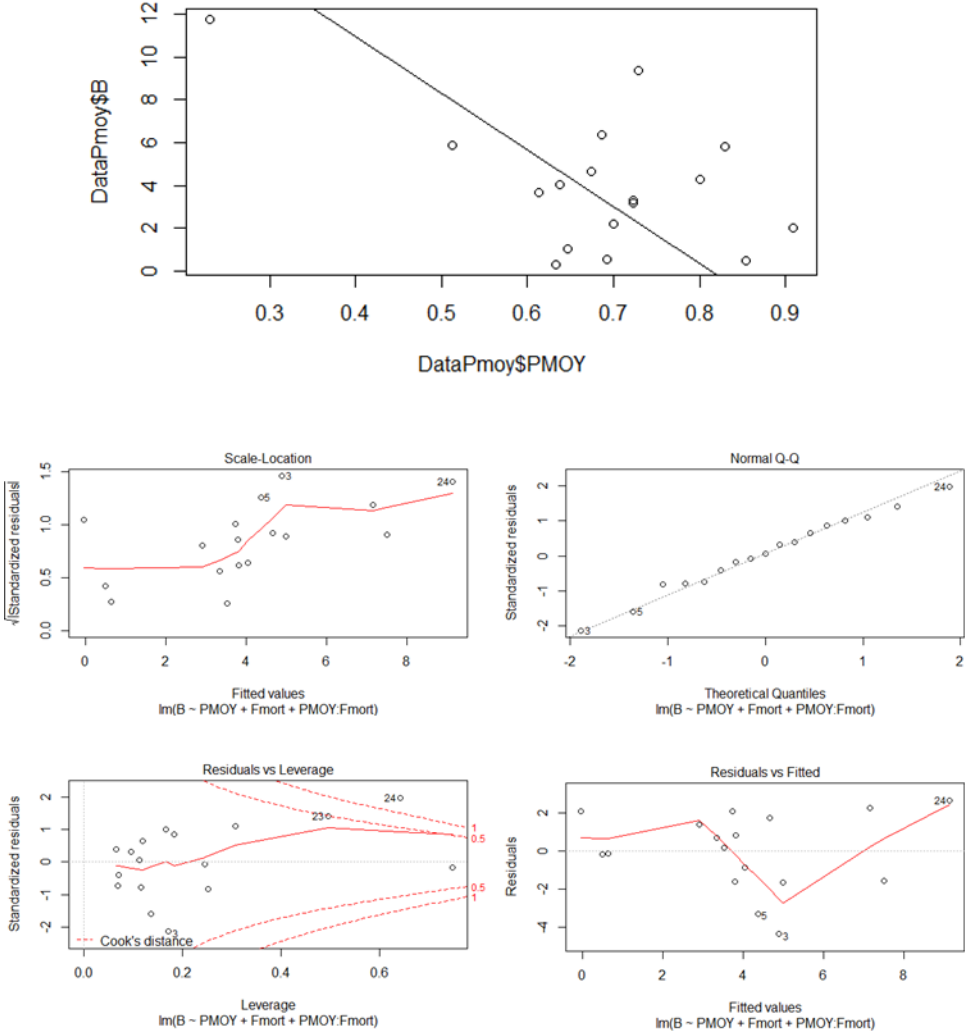 DataPmoy$B
12
10
8
6
4
2
0
0.3 0.4 0.5 0.6 0.7 0.8 0.9
DataPmoy$PMOY
Scale-Location
√|Standardized residuals|
1.5
1.0
0.5
0.0
3
5
24
0 2 4 6 8
Fitted values
lm(B ~ PMOY + Fmort + PMOY:Fmort)
Normal Q-Q
Standardized residuals
2
1
0
-1
-2
24
5
3
-2 -1 0 1 2
Theoretical Quantiles
lm(B ~ PMOY + Fmort + PMOY:Fmort)
Residuals vs Leverage
Standardized residuals
2
1
0
-1
-2
24
23
3
1
0.5
0.5
1
Cook's distance
0.0 0.2 0.4 0.6
Leverage
lm(B ~ PMOY + Fmort + PMOY:Fmort)
Residuals vs Fitted
Residuals
2
0
-2
-4
24
5
3
0 2 4 6 8
Fitted values
lm(B ~ PMOY + Fmort + PMOY:Fmort)